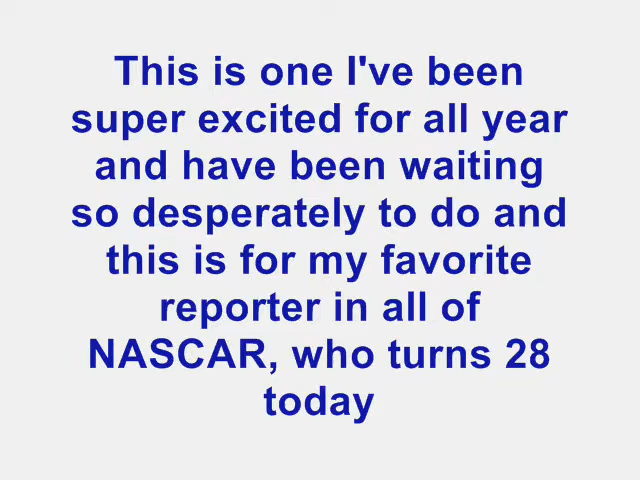 This is one I've been
super excited for all year
and have been waiting
so desperately to do and
this is for my favorite
reporter in all of
NASCAR, who turns 28
today